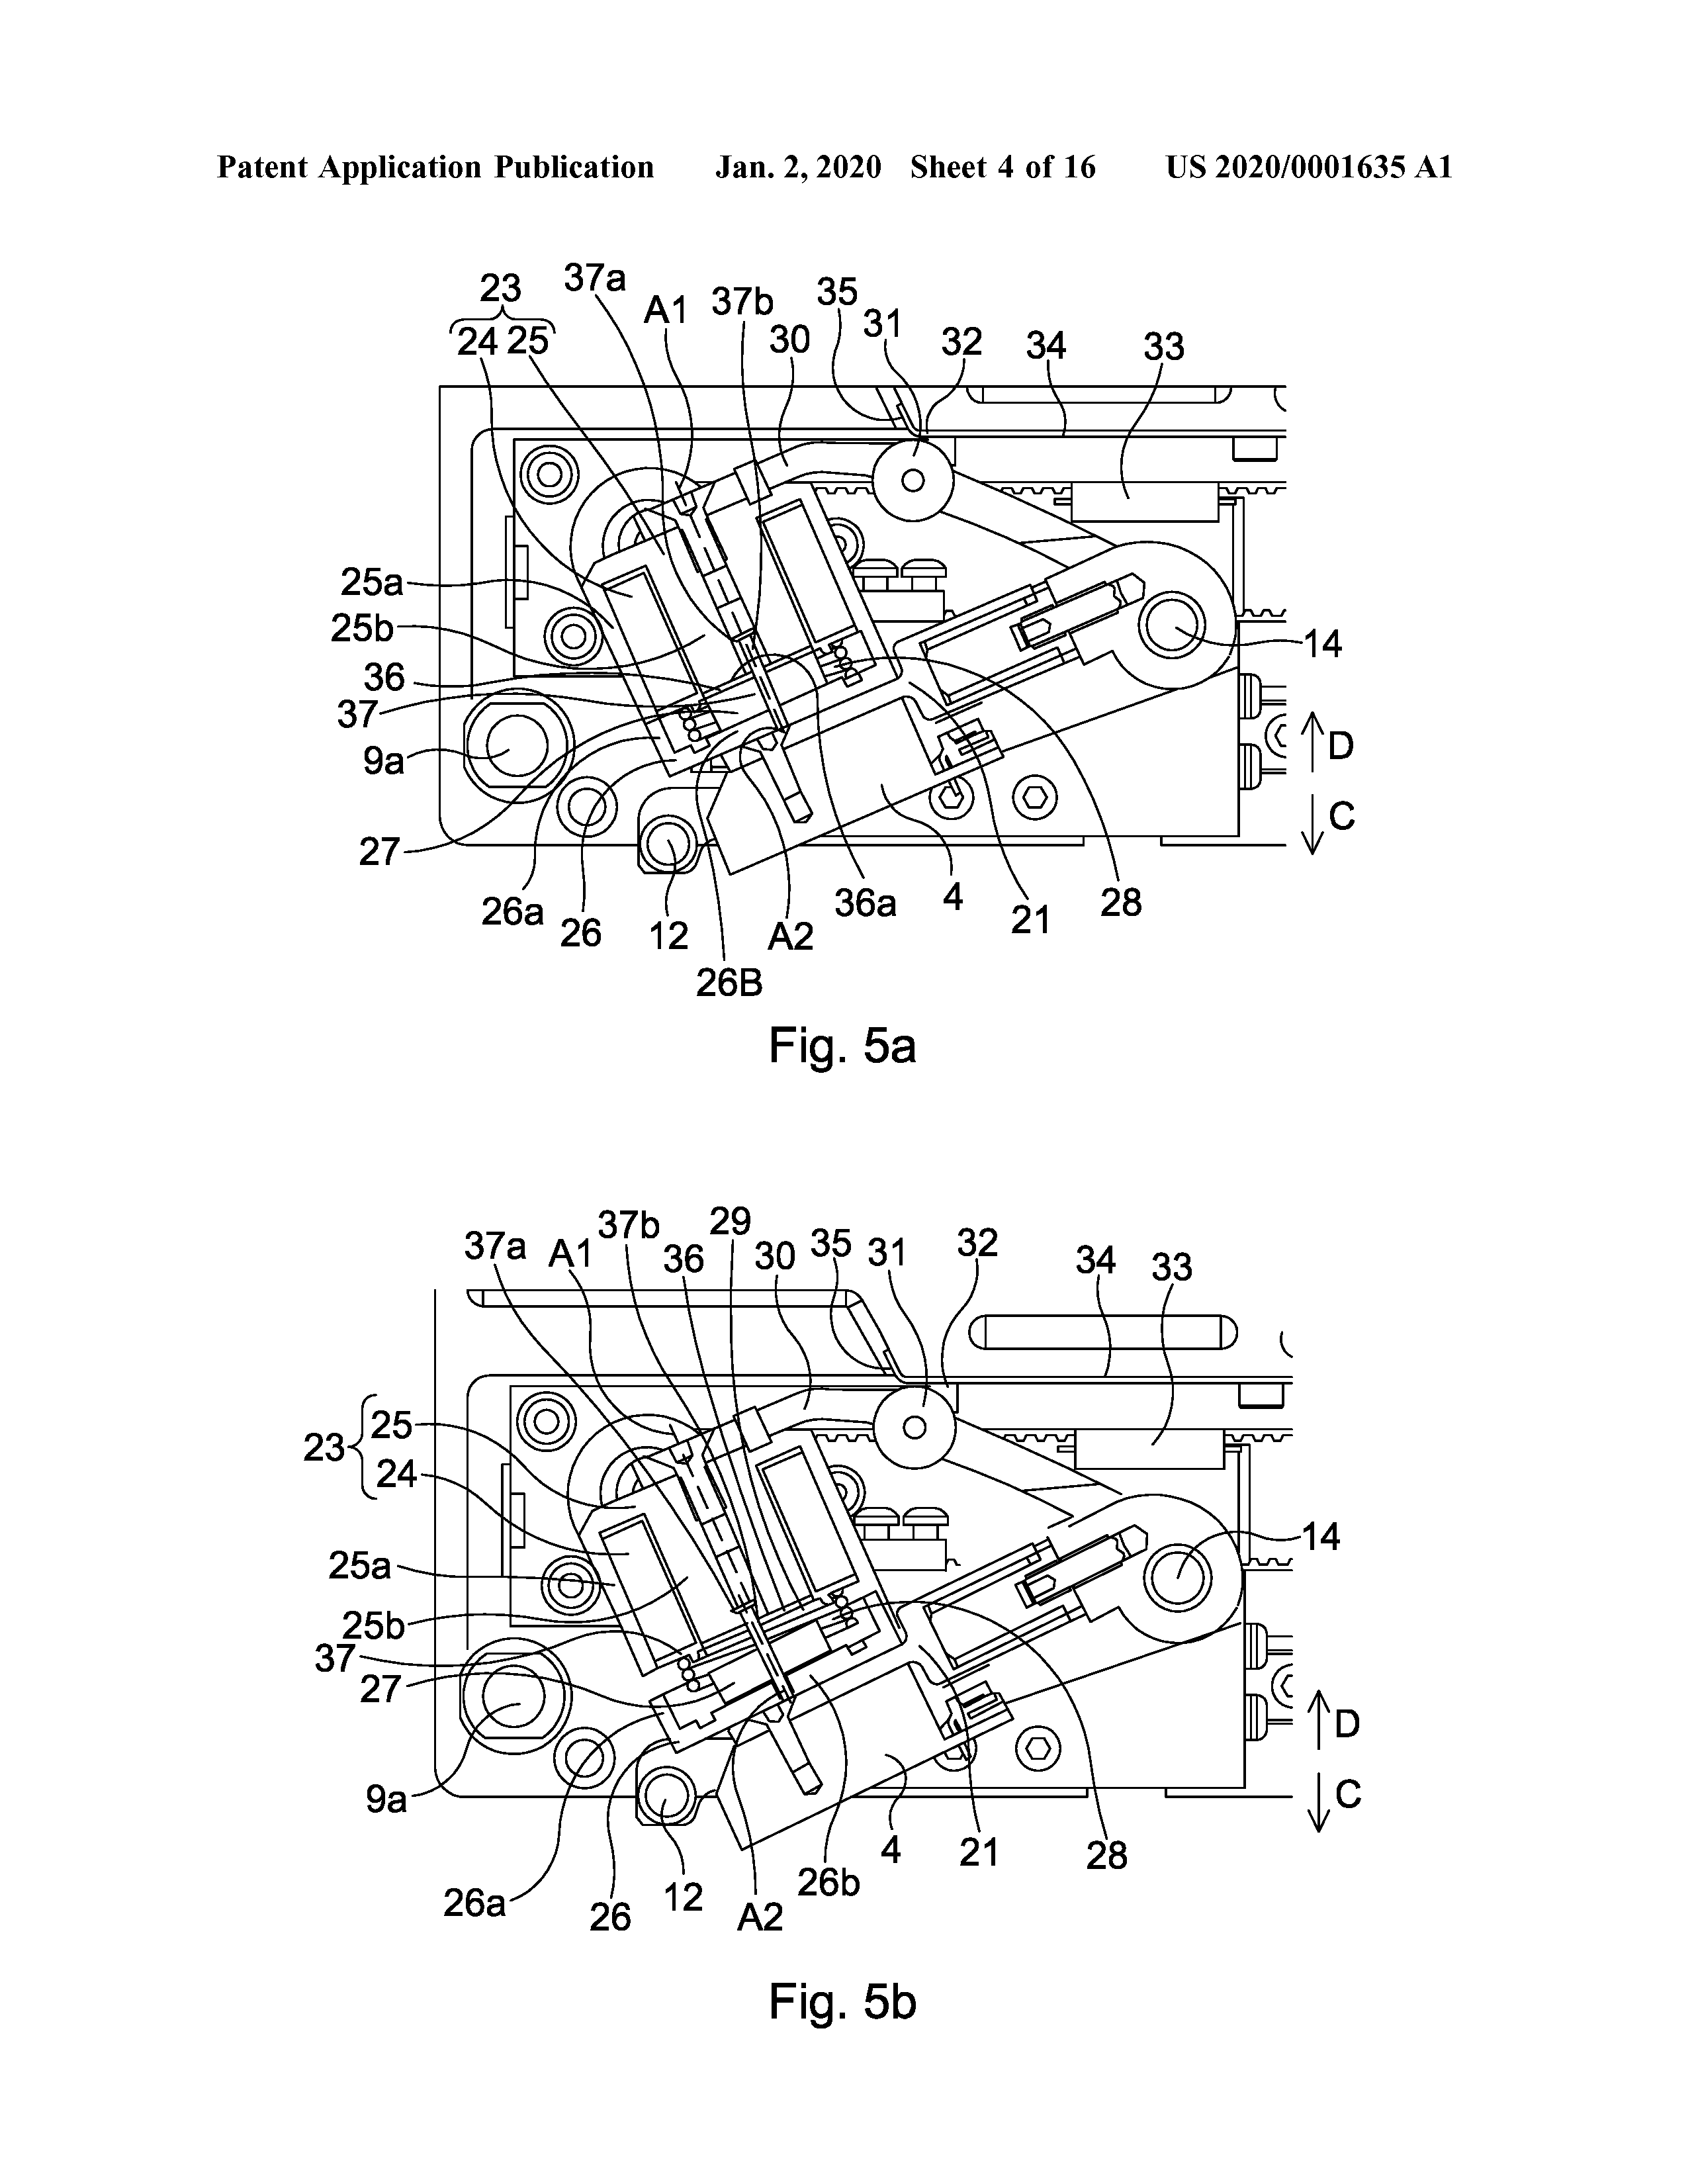 Patent Application Publication Jan. 2, 2020 Sheet 4 of 16 US 2020/0001635 A1
23
37a
A1
37b
35
31
24 25
30
32
34
33
25a
25b
36
37
9a
27
26a
26
12
26B
A2
36a
4
21
28
14
D
C
Fig. 5a
37a
A1
37b
36
29
30
35
31
32
34
33
23
25
24
25a
25b
37
27
9a
26a
26
12
A2
26b
4
21
28
14
D
C
Fig. 5b